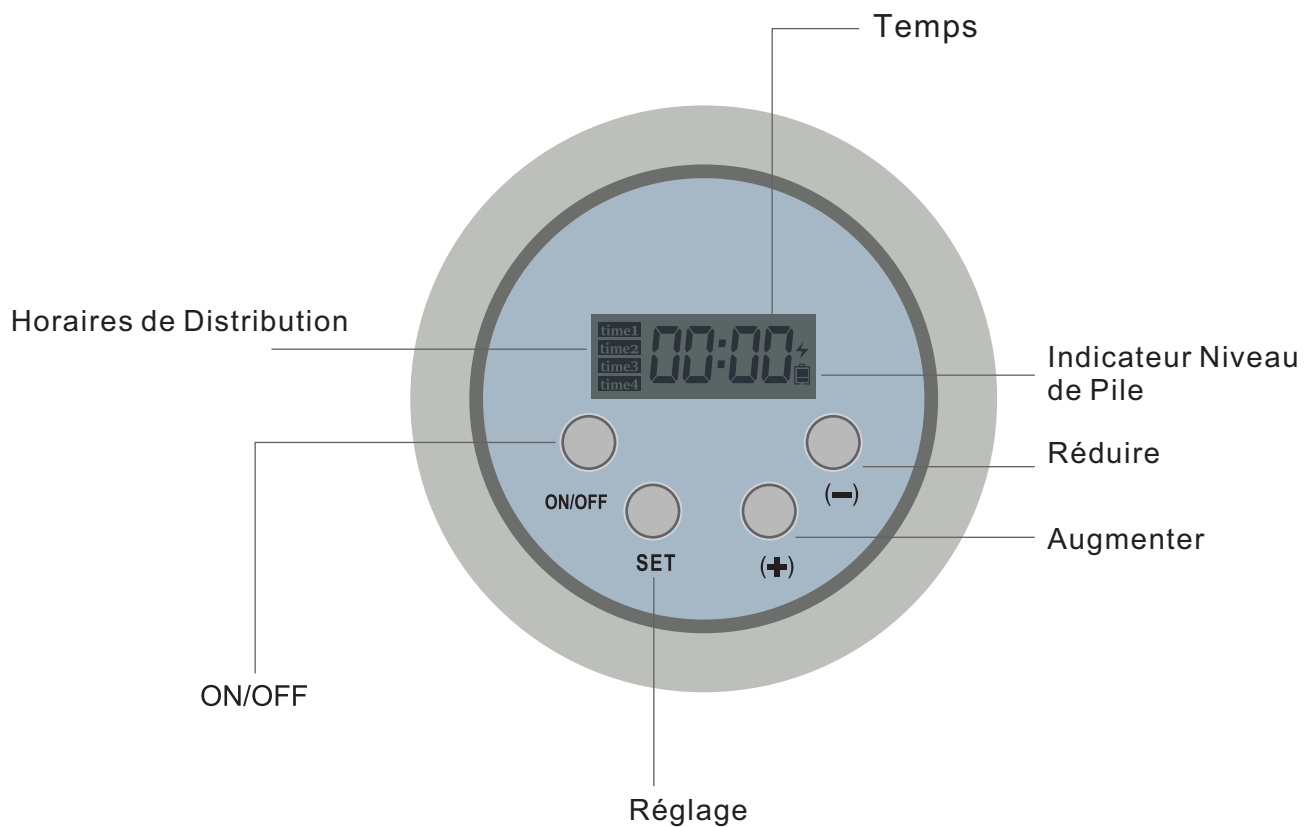 Temps
Horaires de Distribution
time1
time2
time3
time4
00:00
Indicateur Niveau
de Pile
Réduire
(-)
ON/OFF
Augmenter
SET
(+)
ON/OFF
Réglage